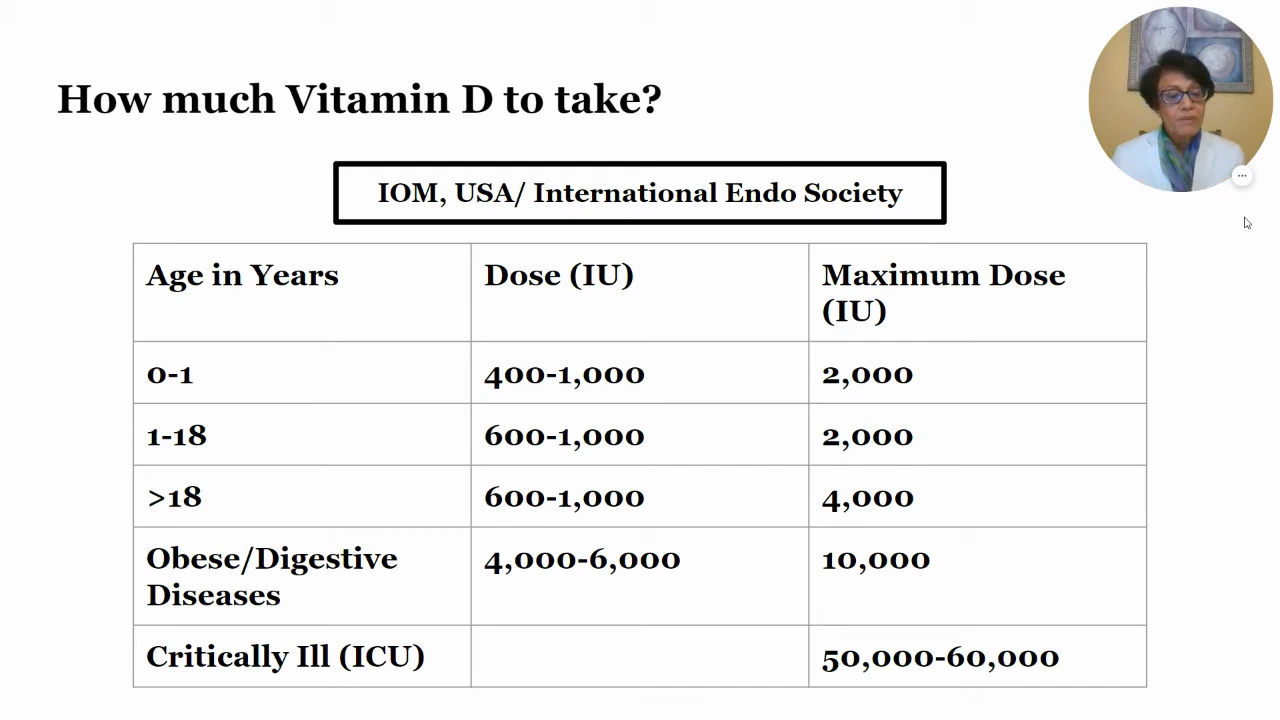 How much Vitamin D to take?
IOM, USA/ International Endo Society
Age in Years Dose (IU) Maximum Dose
(IU)
0-1 400-1,000 2,000
1-18 600-1,000 2,000
>18 600-1,000 4,000
Obese/Digestive 4,000-6,000 10,000
Diseases
Critically Ill (ICU) 50,000-60,000